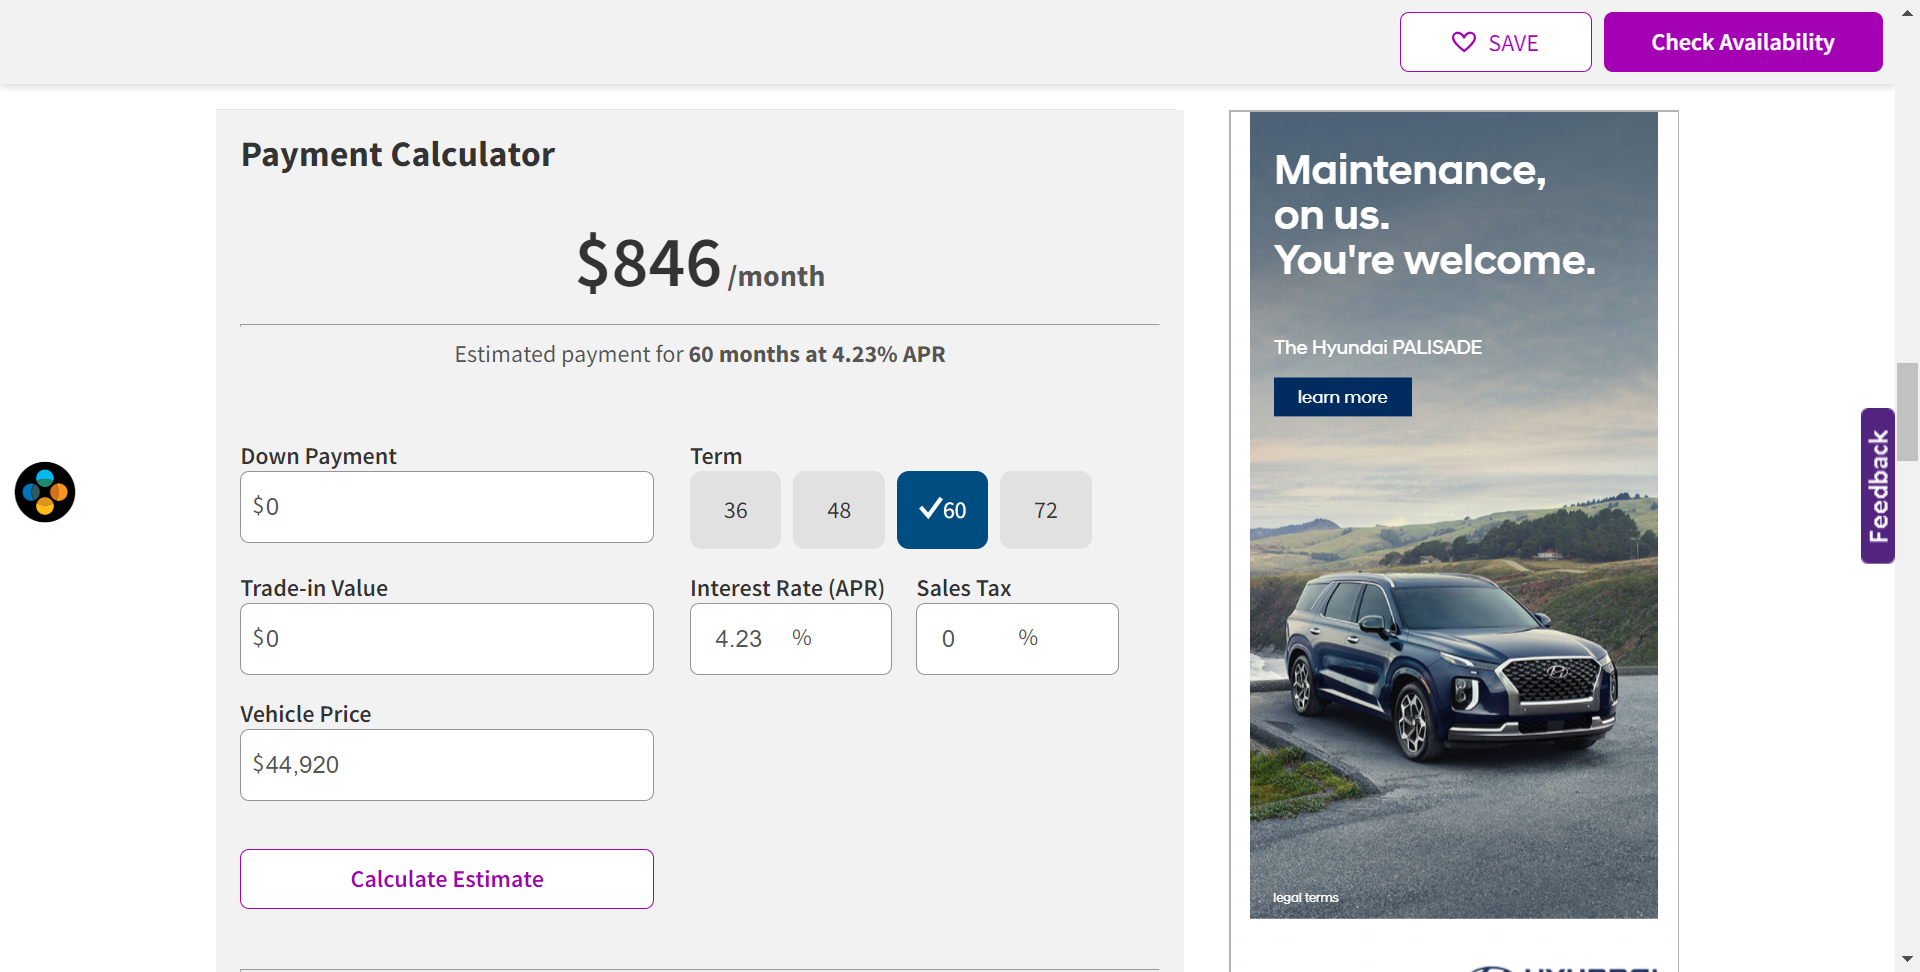 SAVE
Check Availability
Payment Calculator
$846 /month
Estimated payment for 60 months at 4.23% APR
Down Payment
$0
Term
36
48
60
72
Trade-in Value
$0
Interest Rate (APR)
4.23 %
Sales Tax
0 %
Vehicle Price
$44,920
Calculate Estimate
Maintenance,
on us.
You're welcome.
The Hyundai PALISADE
learn more
legal terms
Feedback